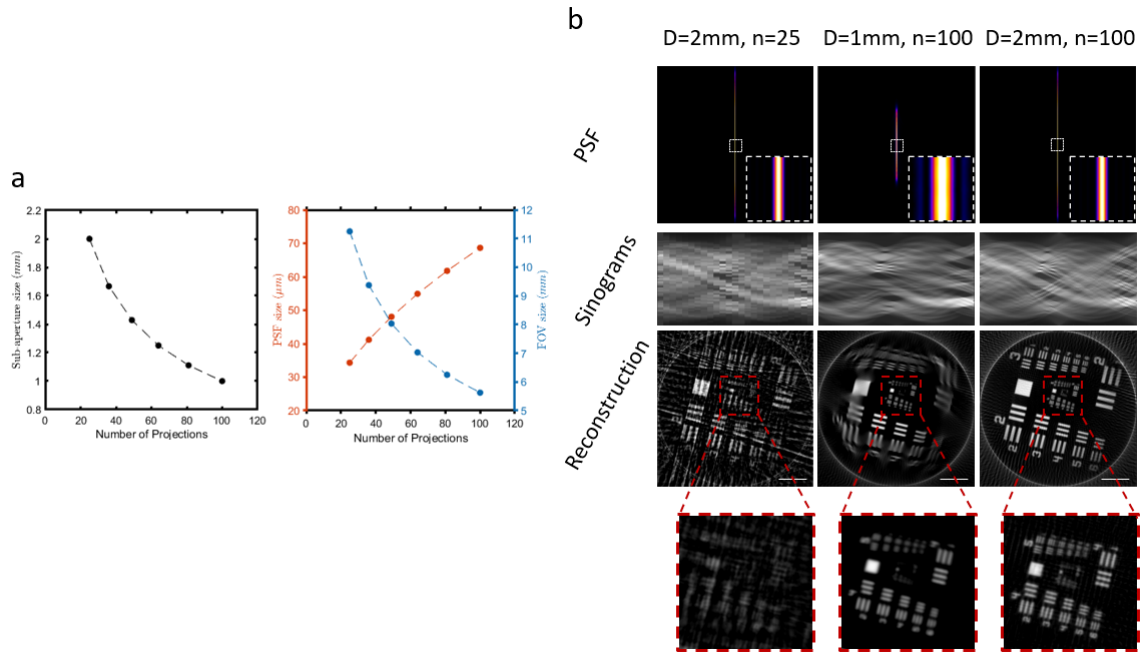 a
Sub-aperture size (mm)
2.2
2
1.8
1.6
1.4
1.2
1
0.8
0 20 40 60 80 100 120
Number of Projections
PSF size (μm)
80
70
60
50
40
30
20
0 20 40 60 80 100 120
Number of Projections
12
11
10
9
8
7
6
5
FOV size (mm)
b
D=2mm, n=25 D=1mm, n=100 D=2mm, n=100
PSF
Sinograms
Reconstruction